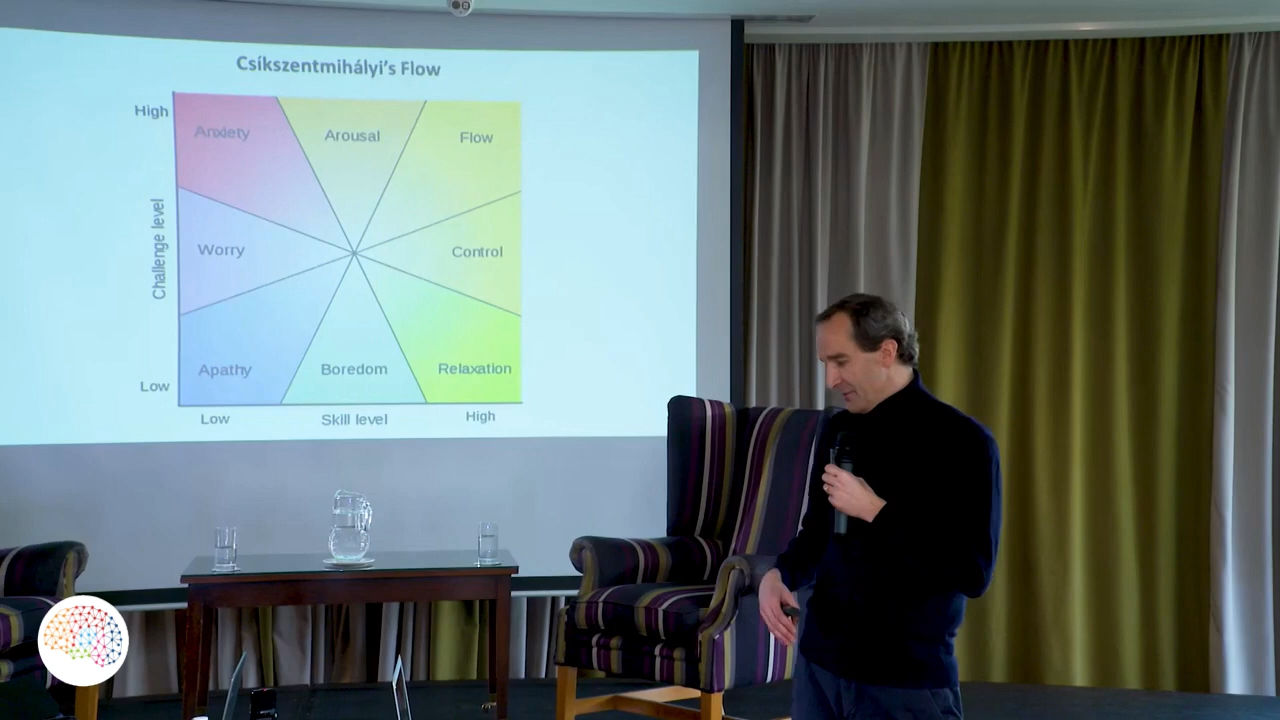 Csíkszentmihályi's Flow
High
Anxiety
Arousal
Flow
Challenge level
Worry
Control
Apathy
Boredom
Relaxation
Low
Low
Skill level
High